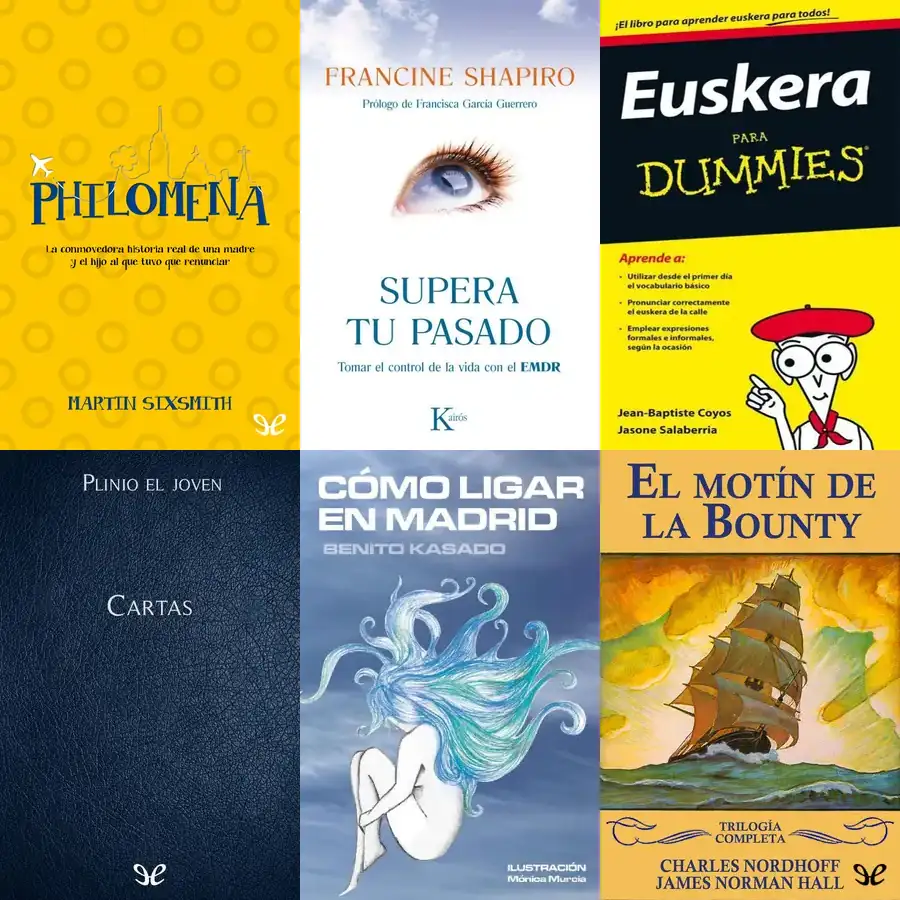 PHILOMENA
La conmovedora historia real de una madre
y el hijo al que tuvo que renunciar
MARTIN SIXSMITH
FRANCINE SHAPIRO
Prólogo de Francisca García Guerrero
SUPERA
TU PASADO
Tomar el control de la vida con el EMDR
Kairós
¡El libro para aprender euskera para todos!
Euskera
PARA
DUMMIES
Aprende a:
• Utilizar desde el primer día
el vocabulario básico
• Pronunciar correctamente
el euskera de la calle
• Emplear expresiones
formales e informales,
según la ocasión
Jean-Baptiste Coyos
Jasone Salaberria
PLINIO EL JOVEN
CARTAS
CÓMO LIGAR
EN MADRID
BENITO KASADO
ILUSTRACIÓN
Mónica Murcia
EL MOTÍN DE
LA BOUNTY
TRILOGÍA
COMPLETA
CHARLES NORDHOFF
JAMES NORMAN HALL